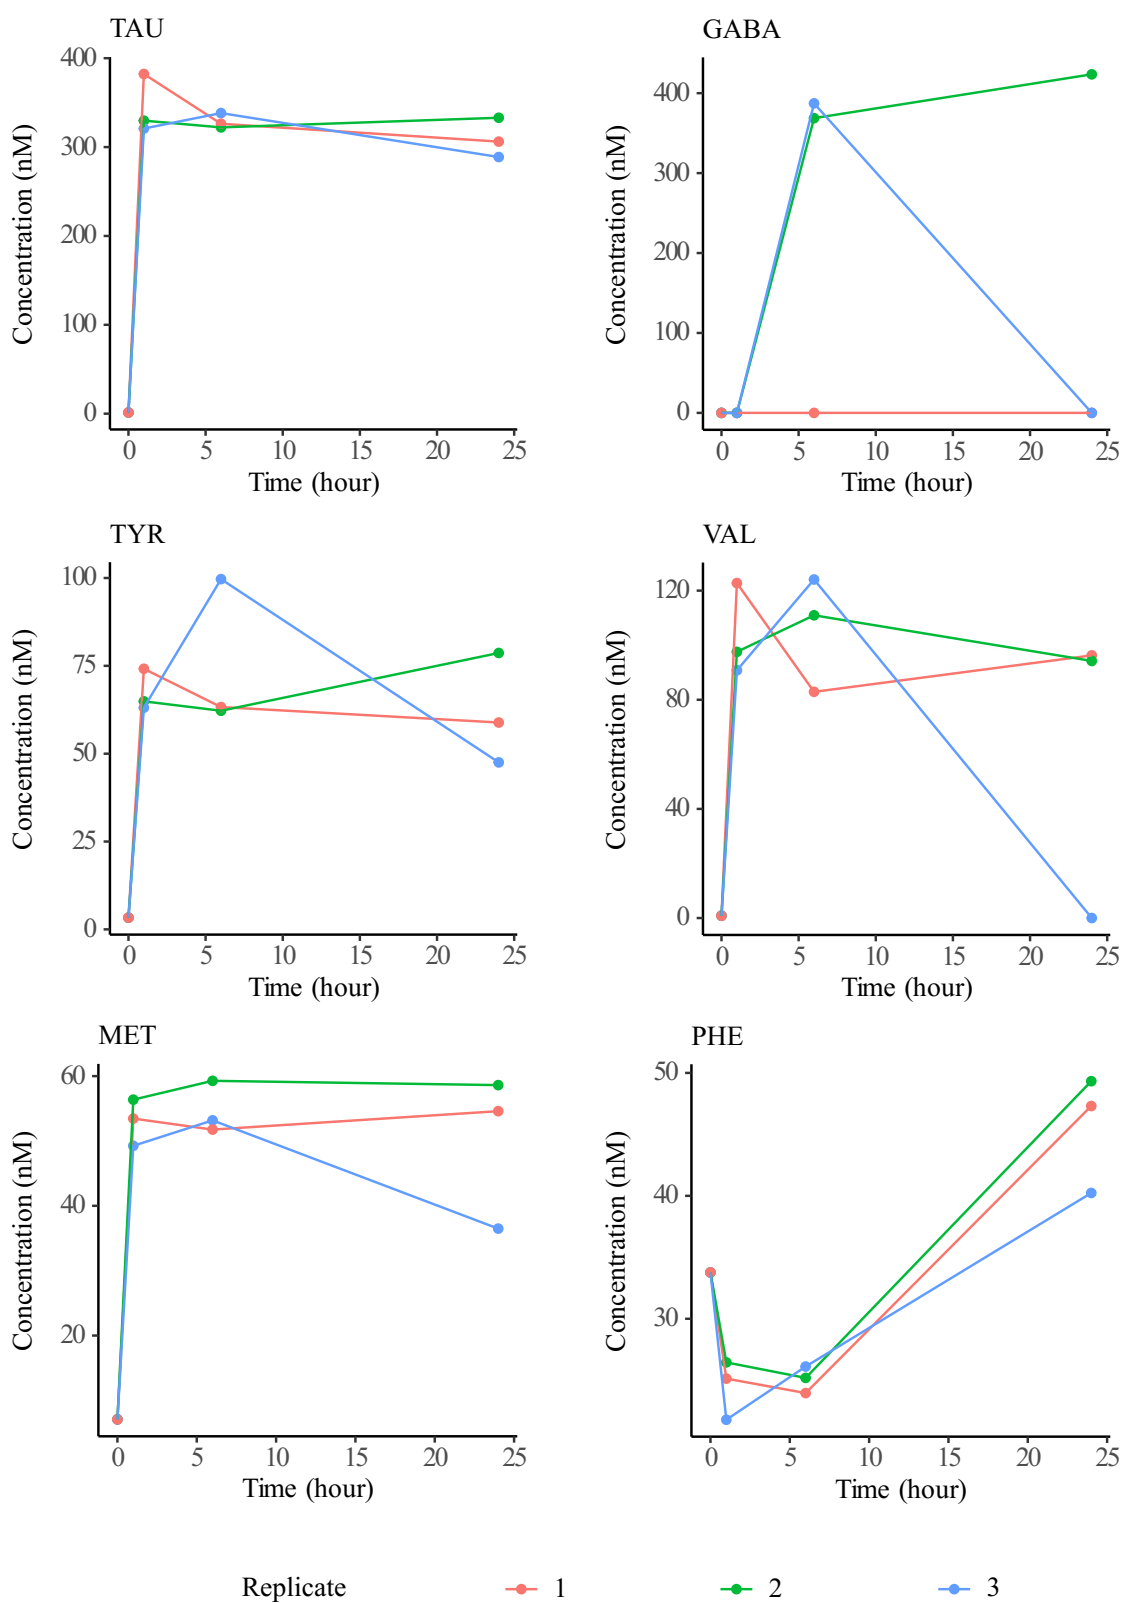 TAU
GABA
400
300
200
100
0
Concentration (nM)
0 5 10 15 20 25
Time (hour)
400
300
200
100
0
Concentration (nM)
0 5 10 15 20 25
Time (hour)
TYR
VAL
100
75
50
25
0
Concentration (nM)
0 5 10 15 20 25
Time (hour)
120
80
40
0
Concentration (nM)
0 5 10 15 20 25
Time (hour)
MET
PHE
60
40
20
Concentration (nM)
0 5 10 15 20 25
Time (hour)
50
40
30
Concentration (nM)
0 5 10 15 20 25
Time (hour)
Replicate 1 2 3